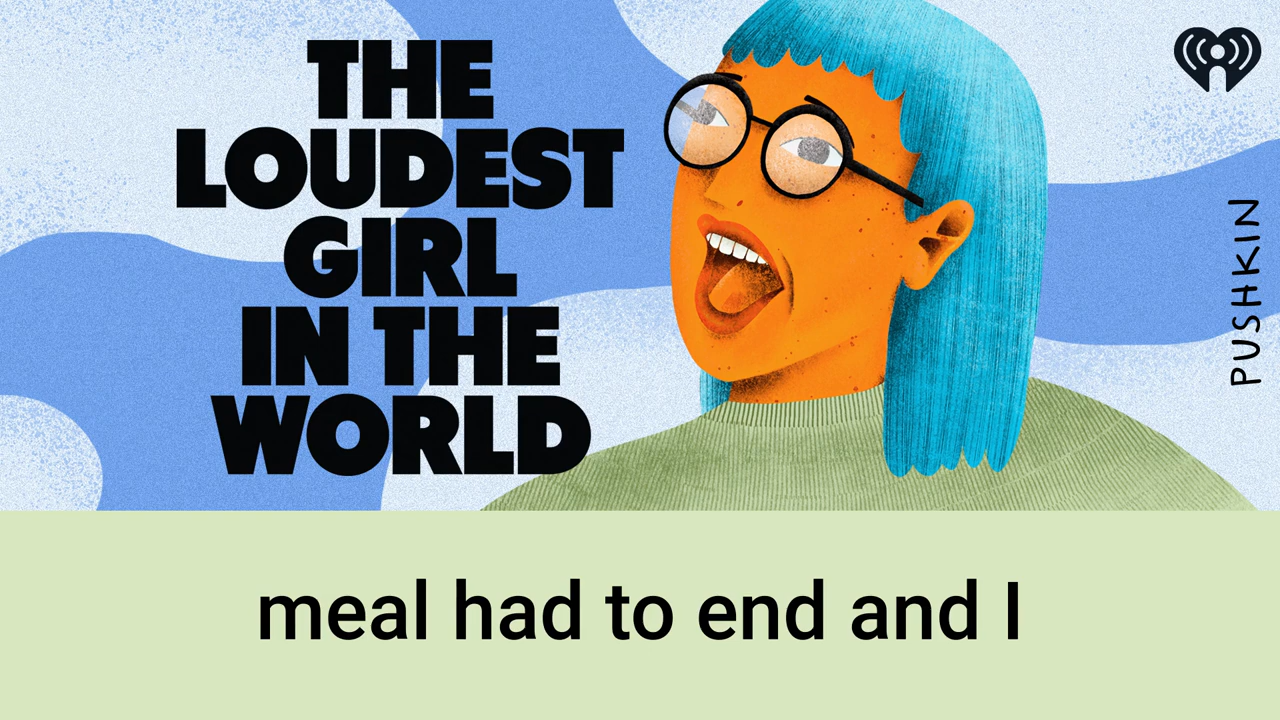 THE
LOUDEST
GIRL
IN THE
WORLD
PUSHKIN
meal had to end and I